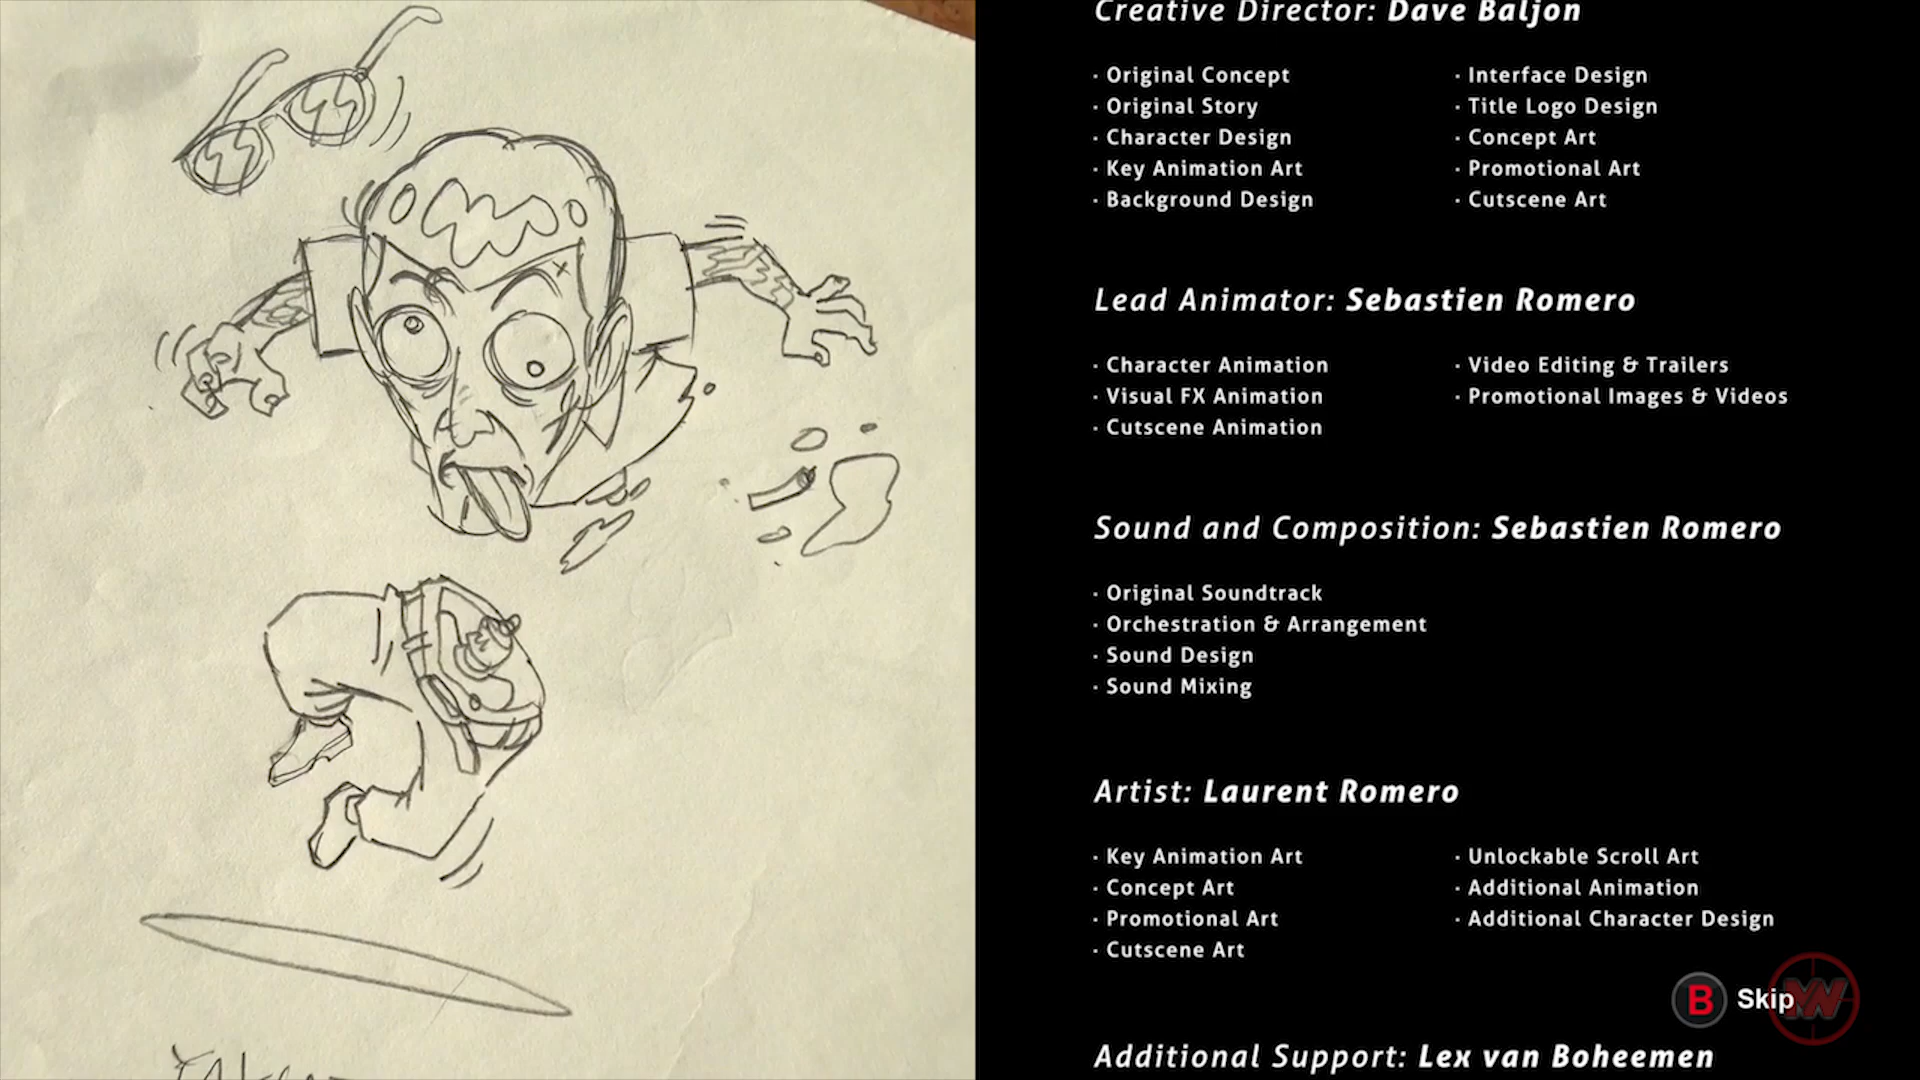 Creative Director: Dave Baljon
· Original Concept
· Original Story
· Character Design
· Key Animation Art
· Background Design
· Interface Design
· Title Logo Design
· Concept Art
· Promotional Art
· Cutscene Art
Lead Animator: Sebastien Romero
· Character Animation
· Visual FX Animation
· Cutscene Animation
· Video Editing & Trailers
· Promotional Images & Videos
Sound and Composition: Sebastien Romero
· Original Soundtrack
· Orchestration & Arrangement
· Sound Design
· Sound Mixing
Artist: Laurent Romero
· Key Animation Art
· Concept Art
· Promotional Art
· Cutscene Art
· Unlockable Scroll Art
· Additional Animation
· Additional Character Design
B Skip
Additional Support: Lex van Boheemen